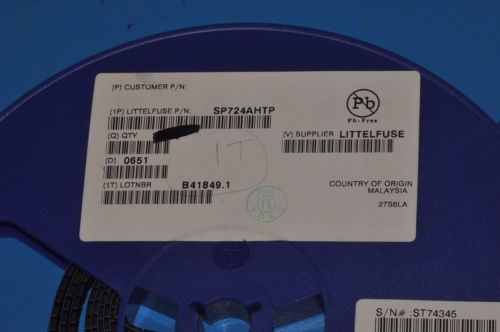 (P) CUSTOMER P/N:
(1P) LITTELFUSE P/N: SP724AHTP
Pb
Pb-Free
(Q) QTY
(V) SUPPLIER LITTELFUSE
1T
(D) 0651
(1T) LOTNBR B41849.1
COUNTRY OF ORIGIN
MALAYSIA
27S6LA
S/N# :ST74345